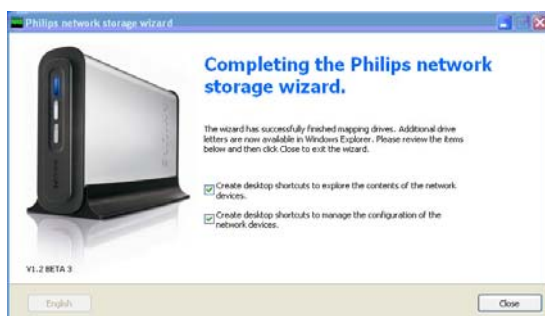 Philips network storage wizard
Completing the Philips network
storage wizard.
The wizard has successfully finished mapping drives. Additional drive
letters are now available in Windows Explorer. Please review the items
below and then click Close to exit the wizard.
Create desktop shortcuts to explore the contents of the network
devices.
Create desktop shortcuts to manage the configuration of the
network devices.
V1.2 BETA 3
English
Close